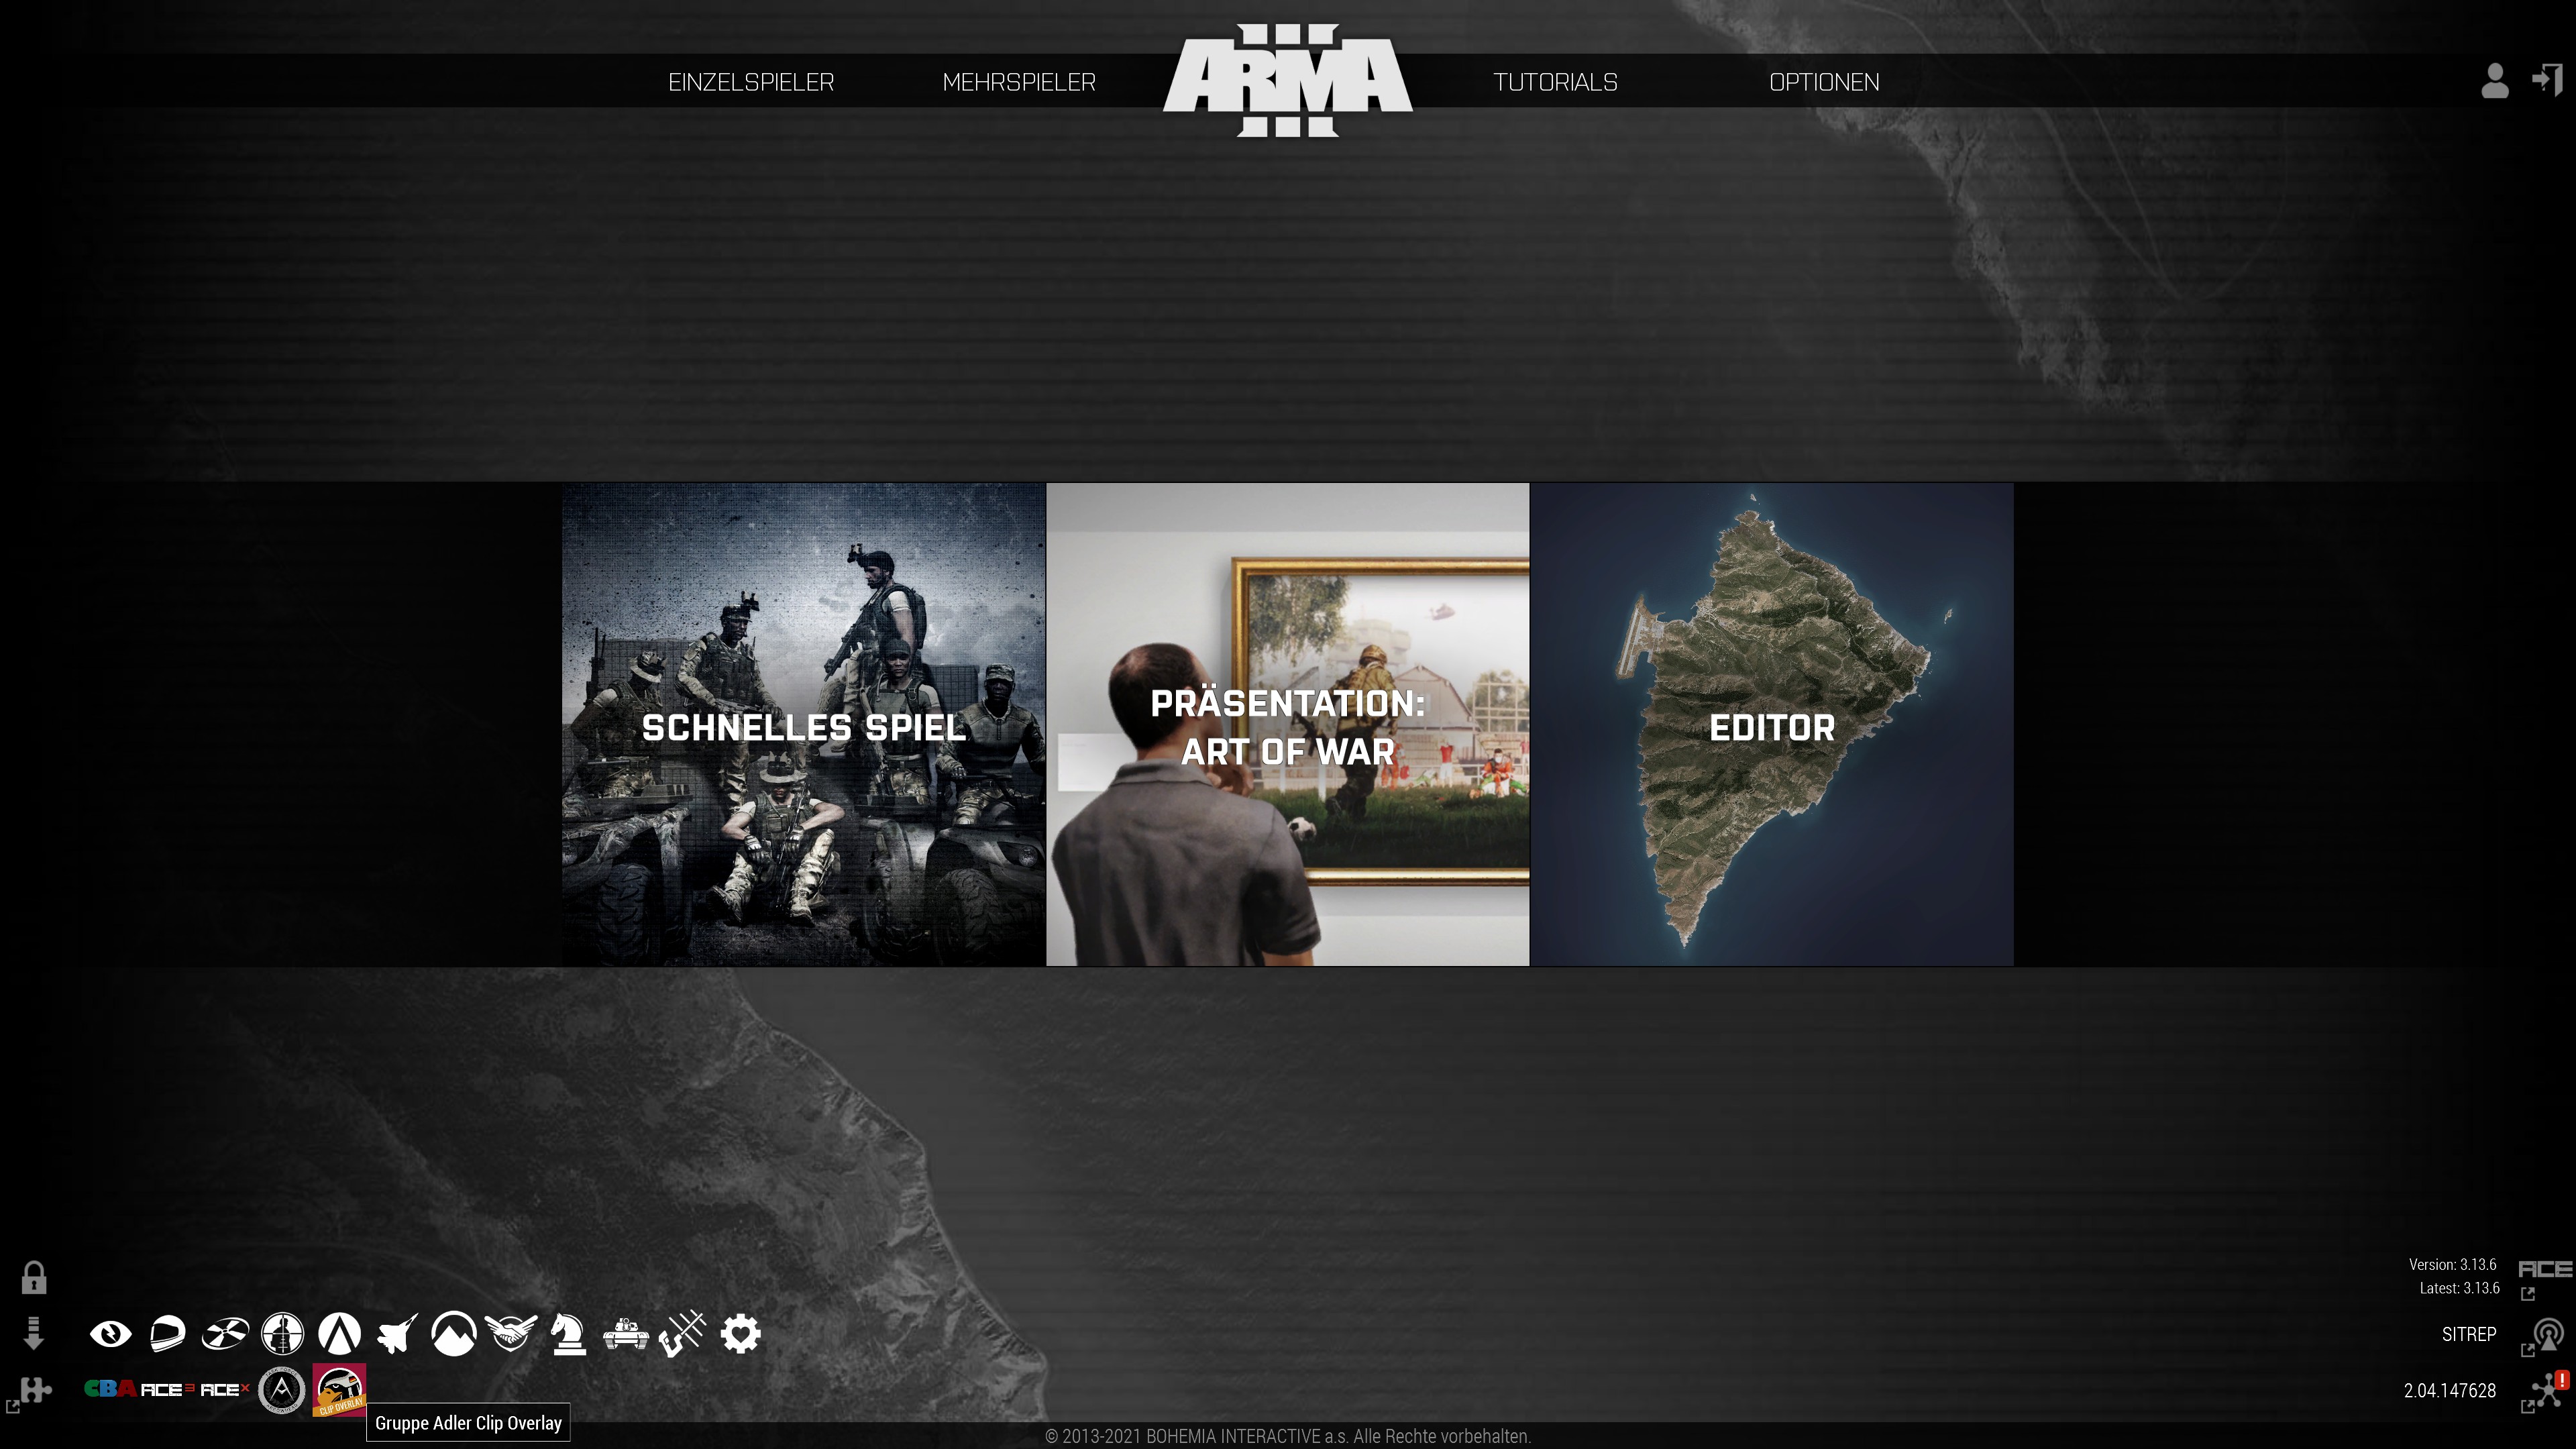 EINZELSPIELER
MEHRSPIELER
ARMA
TUTORIALS
OPTIONEN
SCHNELLES SPIEL
PRÄSENTATION:
ART OF WAR
EDITOR
Version: 3.13.6
Latest: 3.13.6
ACE
SITREP
CBA ACE3 ACEX
CLIP OVERLAY
2.04.147628
!
Gruppe Adler Clip Overlay
© 2013-2021 BOHEMIA INTERACTIVE a.s. Alle Rechte vorbehalten.